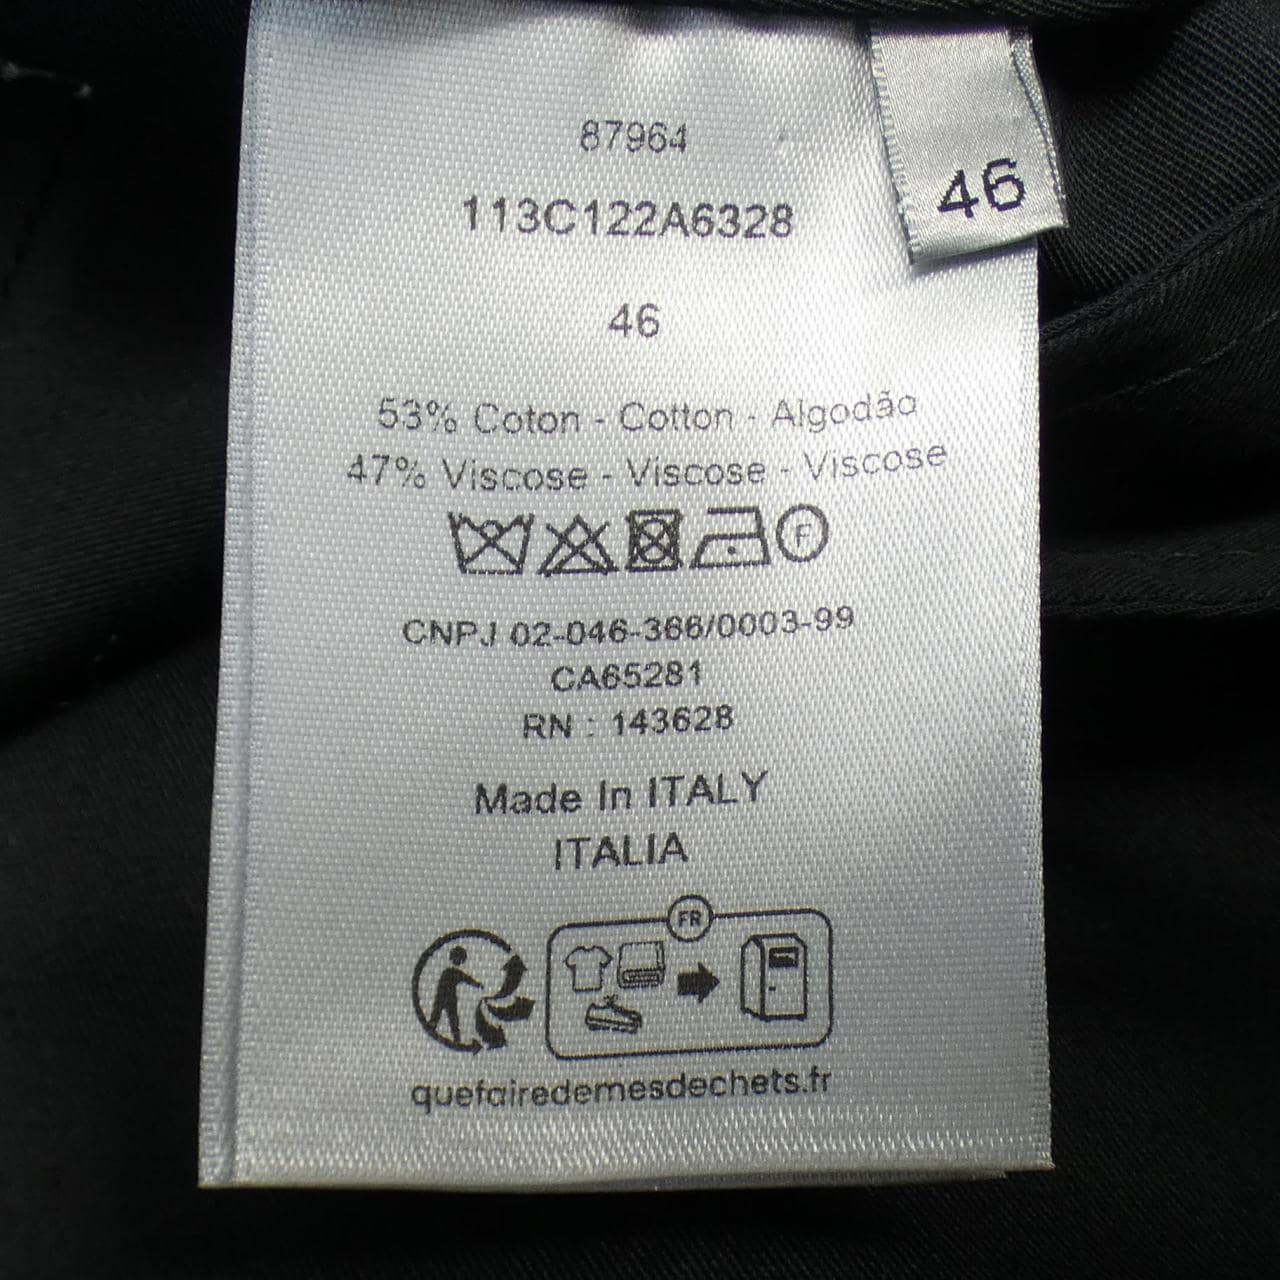 87964
113C122A6328
46
46
53% Coton - Cotton - Algodão
47% Viscose - Viscose - Viscose
F
CNPJ 02-046-366/0003-99
CA65281
RN : 143628
Made In ITALY
ITALIA
FR
quefairedemesdechets.fr